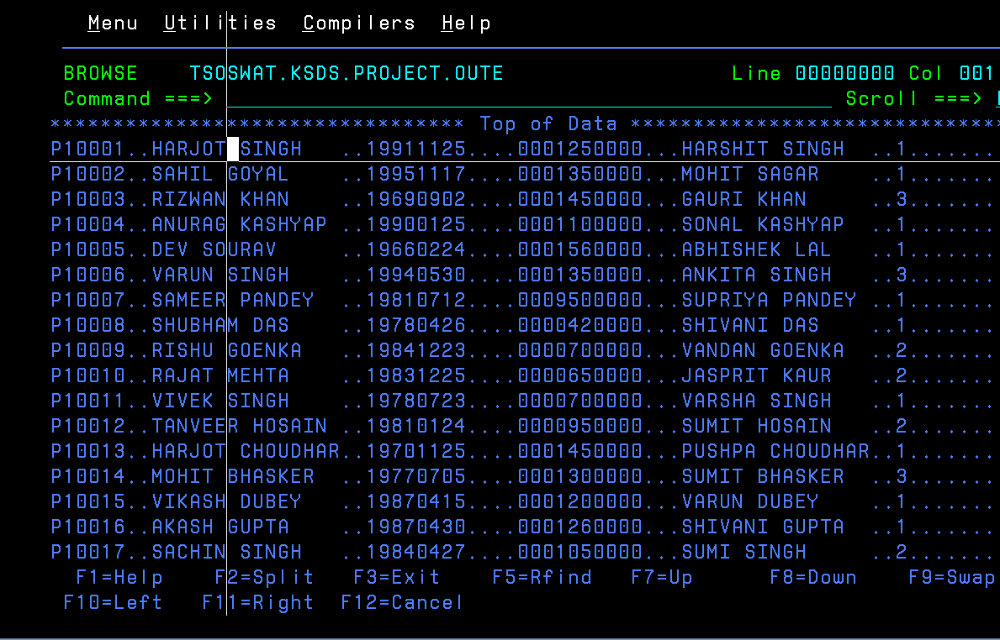 Menu  Utilities  Compilers  Help
BROWSE    TSOSWAT.KSDS.PROJECT.OUTE                  Line 00000000 Col 001
Command ===>                                                  Scroll ===>
********************************* Top of Data ******************************
P10001..HARJOT SINGH   ..19911125....0001250000...HARSHIT SINGH  ..1.......
P10002..SAHIL GOYAL    ..19951117....0001350000...MOHIT SAGAR    ..1.......
P10003..RIZWAN KHAN    ..19690902....0001450000...GAURI KHAN     ..3.......
P10004..ANURAG KASHYAP ..19900125....0001100000...SONAL KASHYAP  ..1.......
P10005..DEV SOURAV     ..19660224....0001560000...ABHISHEK LAL   ..1.......
P10006..VARUN SINGH    ..19940530....0001350000...ANKITA SINGH   ..3.......
P10007..SAMEER PANDEY  ..19810712....0009500000...SUPRIYA PANDEY ..1.......
P10008..SHUBHAM DAS    ..19780426....0000420000...SHIVANI DAS    ..1.......
P10009..RISHU GOENKA   ..19841223....0000700000...VANDAN GOENKA  ..2.......
P10010..RAJAT MEHTA    ..19831225....0000650000...JASPRIT KAUR   ..2.......
P10011..VIVEK SINGH    ..19780723....0000700000...VARSHA SINGH   ..1.......
P10012..TANVEER HOSAIN ..19810124....0000950000...SUMIT HOSAIN   ..2.......
P10013..HARJOT CHOUDHAR..19701125....0001450000...PUSHPA CHOUDHAR..1.......
P10014..MOHIT BHASKER  ..19770705....0001300000...SUMIT BHASKER  ..3.......
P10015..VIKASH DUBEY   ..19870415....0001200000...VARUN DUBEY    ..1.......
P10016..AKASH GUPTA    ..19870430....0001260000...SHIVANI GUPTA  ..1.......
P10017..SACHIN SINGH   ..19840427....0001050000...SUMI SINGH     ..2.......
F1=Help    F2=Split   F3=Exit    F5=Rfind   F7=Up      F8=Down    F9=Swap
F10=Left   F11=Right  F12=Cancel